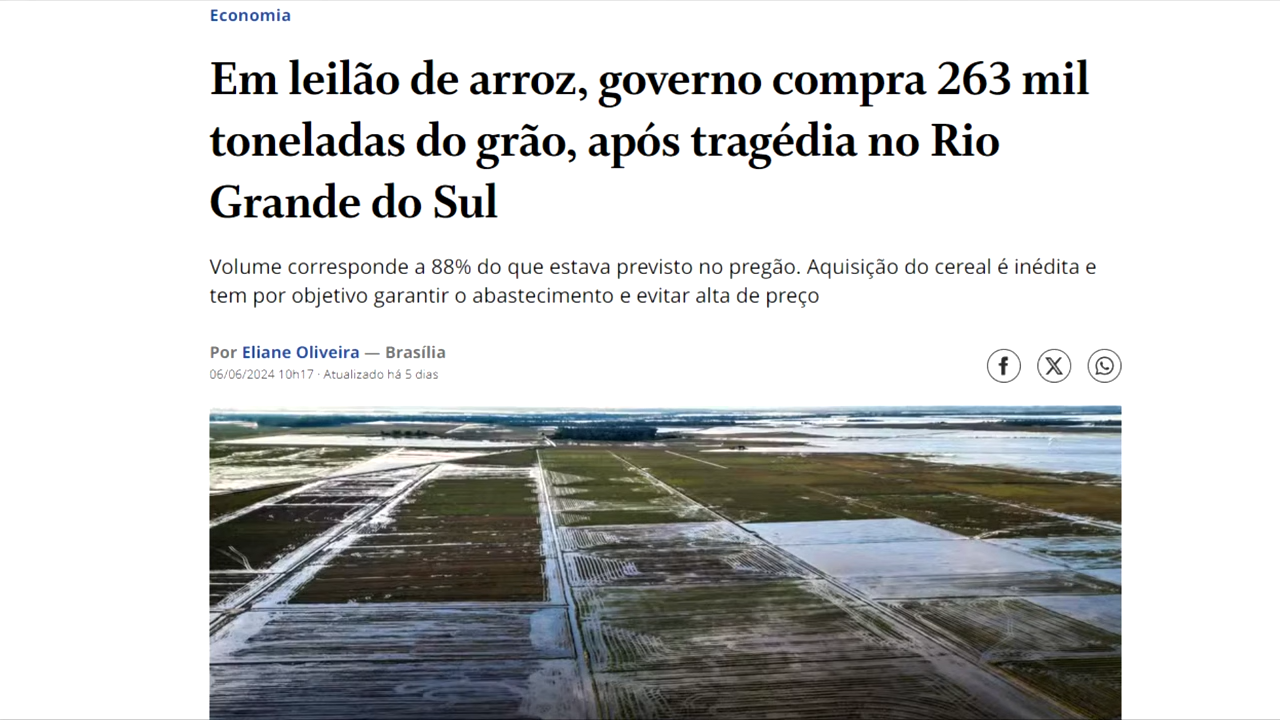 Economia
Em leilão de arroz, governo compra 263 mil
toneladas do grão, após tragédia no Rio
Grande do Sul
Volume corresponde a 88% do que estava previsto no pregão. Aquisição do cereal é inédita e
tem por objetivo garantir o abastecimento e evitar alta de preço
Por Eliane Oliveira — Brasília
06/06/2024 10h17 · Atualizado há 5 dias